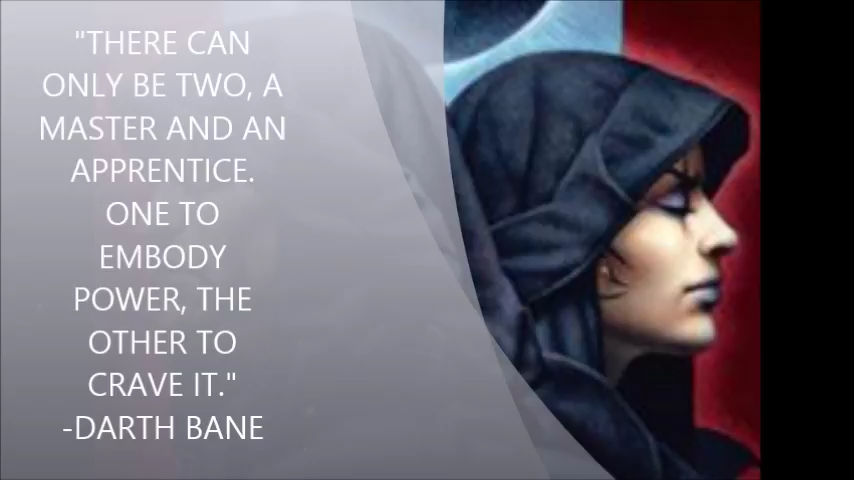 "THERE CAN
ONLY BE TWO, A
MASTER AND AN
APPRENTICE.
ONE TO
EMBODY
POWER, THE
OTHER TO
CRAVE IT."
-DARTH BANE